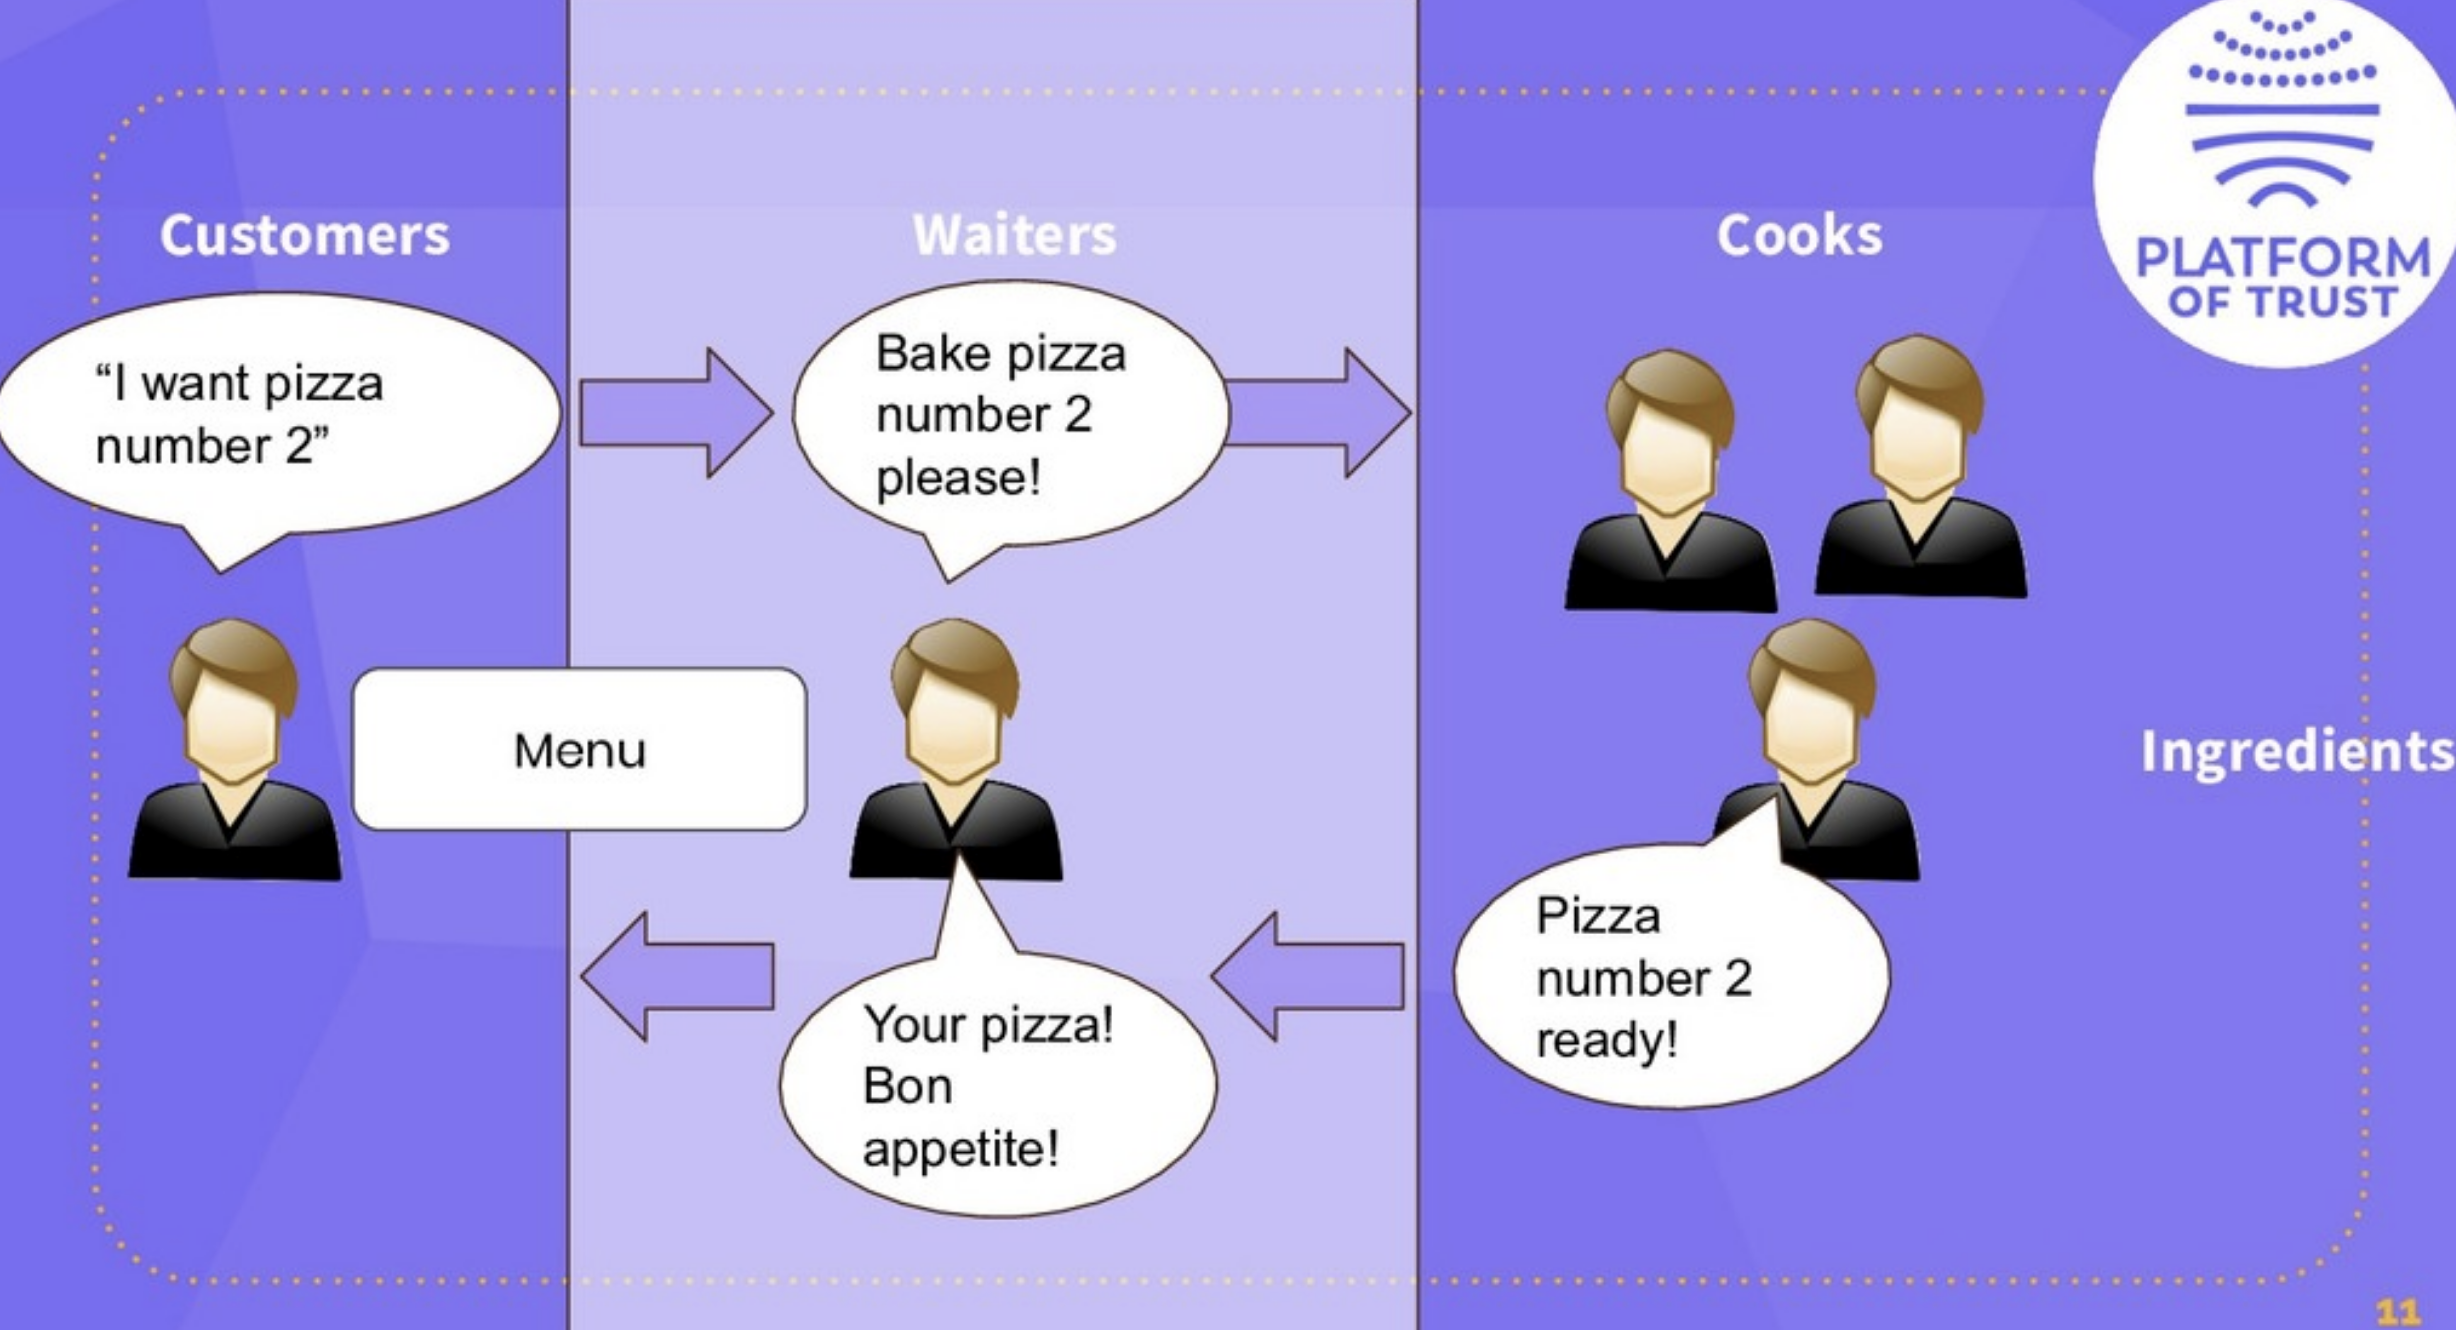 Customers
Waiters
Cooks
PLATFORM
OF TRUST
“I want pizza
number 2”
Bake pizza
number 2
please!
Menu
Ingredients
Your pizza!
Bon
appetite!
Pizza
number 2
ready!
11